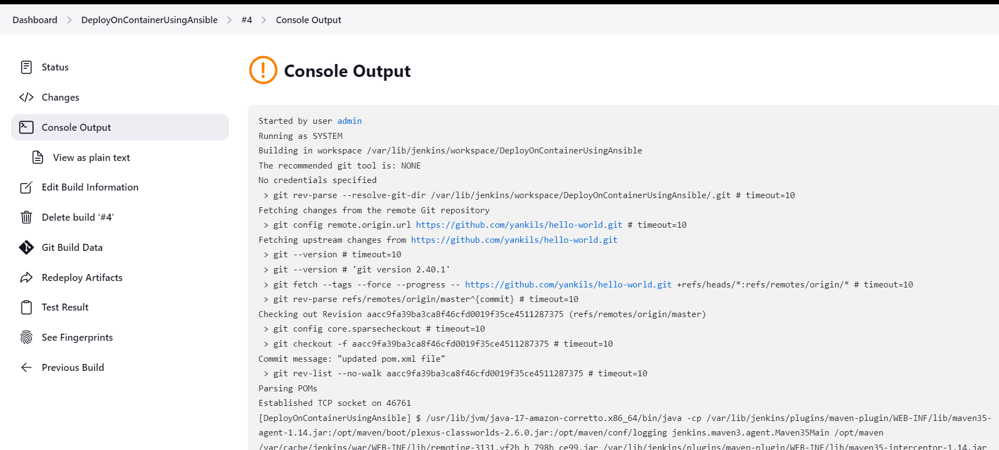 Dashboard > DeployOnContainerUsingAnsible > #4 > Console Output
Status
Changes
Console Output
View as plain text
Edit Build Information
Delete build ‘#4’
Git Build Data
Redeploy Artifacts
Test Result
See Fingerprints
Previous Build
Console Output
Started by user admin
Running as SYSTEM
Building in workspace /var/lib/jenkins/workspace/DeployOnContainerUsingAnsible
The recommended git tool is: NONE
No credentials specified
> git rev-parse --resolve-git-dir /var/lib/jenkins/workspace/DeployOnContainerUsingAnsible/.git # timeout=10
Fetching changes from the remote Git repository
> git config remote.origin.url https://github.com/yankils/hello-world.git # timeout=10
Fetching upstream changes from https://github.com/yankils/hello-world.git
> git --version # timeout=10
> git --version # 'git version 2.40.1'
> git fetch --tags --force --progress -- https://github.com/yankils/hello-world.git +refs/heads/*:refs/remotes/origin/* # timeout=10
> git rev-parse refs/remotes/origin/master^{commit} # timeout=10
Checking out Revision aacc9fa39ba3ca8f46cfd0019f35ce4511287375 (refs/remotes/origin/master)
> git config core.sparsecheckout # timeout=10
> git checkout -f aacc9fa39ba3ca8f46cfd0019f35ce4511287375 # timeout=10
Commit message: "updated pom.xml file"
> git rev-list --no-walk aacc9fa39ba3ca8f46cfd0019f35ce4511287375 # timeout=10
Parsing POMs
Established TCP socket on 46761
[DeployOnContainerUsingAnsible] $ /usr/lib/jvm/java-17-amazon-corretto.x86_64/bin/java -cp /var/lib/jenkins/plugins/maven-plugin/WEB-INF/lib/maven35-
agent-1.14.jar:/opt/maven/boot/plexus-classworlds-2.6.0.jar:/opt/maven/conf/logging jenkins.maven3.agent.Maven35Main /opt/maven
/var/cache/jenkins/war/WEB-INF/lib/remoting-3131.vf2b_b_798b_ce99.jar /var/lib/jenkins/plugins/maven-plugin/WEB-INF/lib/maven35-interceptor-1.14.jar